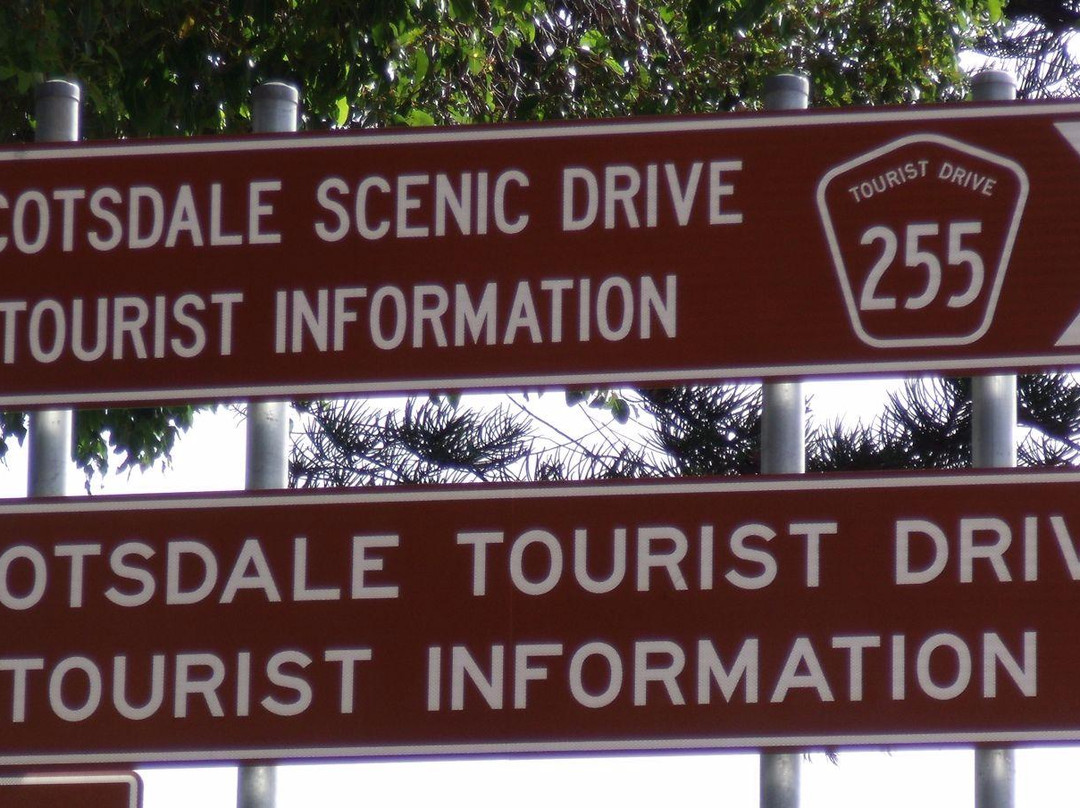 COTSDALE SCENIC DRIVE
TOURIST INFORMATION
TOURIST DRIVE
255
OTSDALE TOURIST DRIV
TOURIST INFORMATION